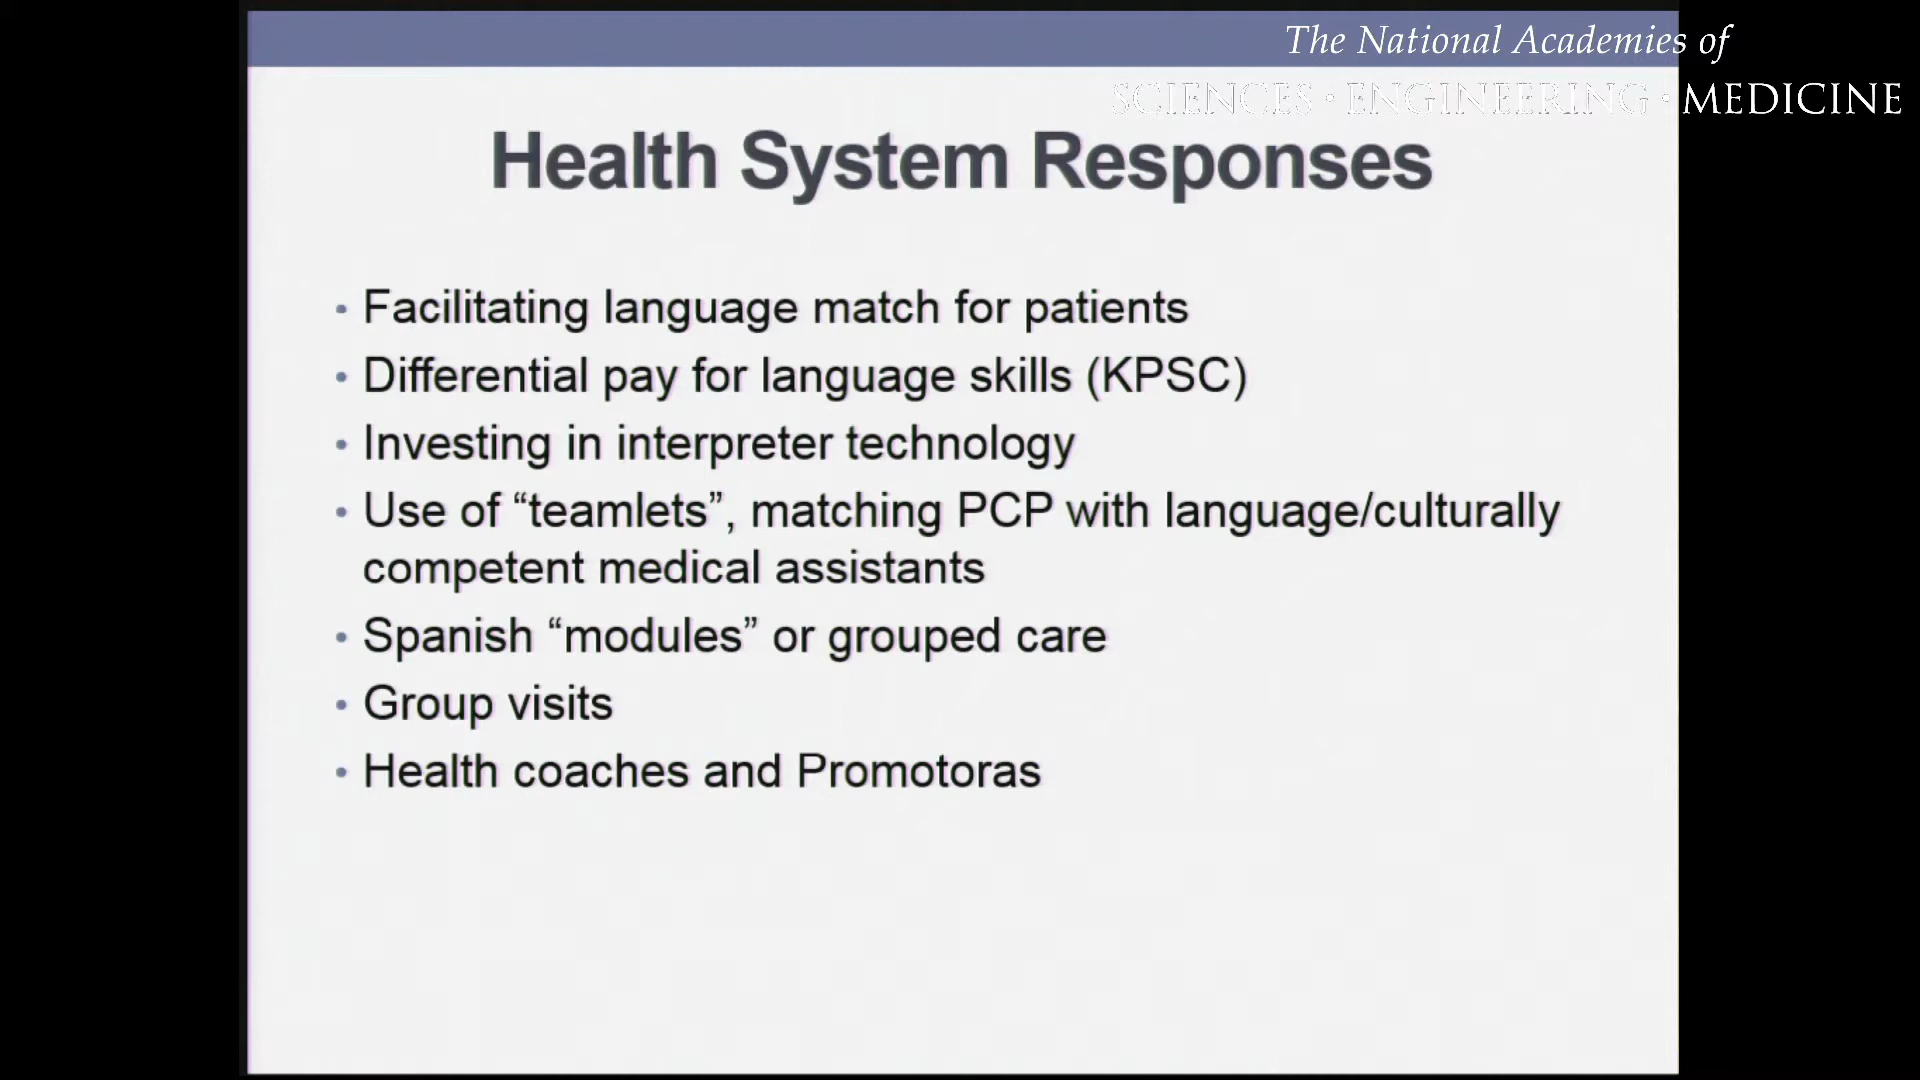 The National Academies of
SCIENCES · ENGINEERING · MEDICINE
Health System Responses
• Facilitating language match for patients
• Differential pay for language skills (KPSC)
• Investing in interpreter technology
• Use of “teamlets”, matching PCP with language/culturally
competent medical assistants
• Spanish “modules” or grouped care
• Group visits
• Health coaches and Promotoras